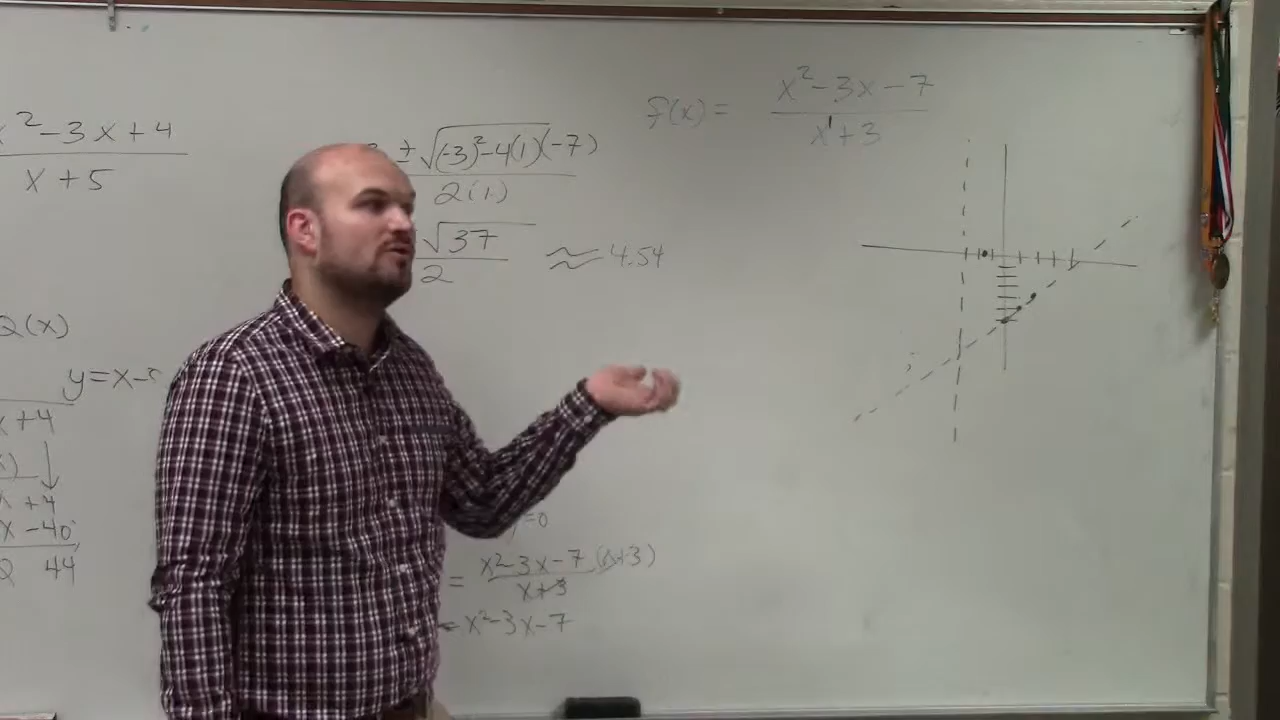 x² - 3x + 4
x + 5
Q(x)
y = x -
x + 4
x + 4
x - 40
44
± √(-3)² - 4(1)(-7)
2(1)
√37
2
≈ 4.54
y = 0
= x² - 3x - 7 (x+3)
x + 3
= x² - 3x - 7
f(x) = x² - 3x - 7
x¹ + 3